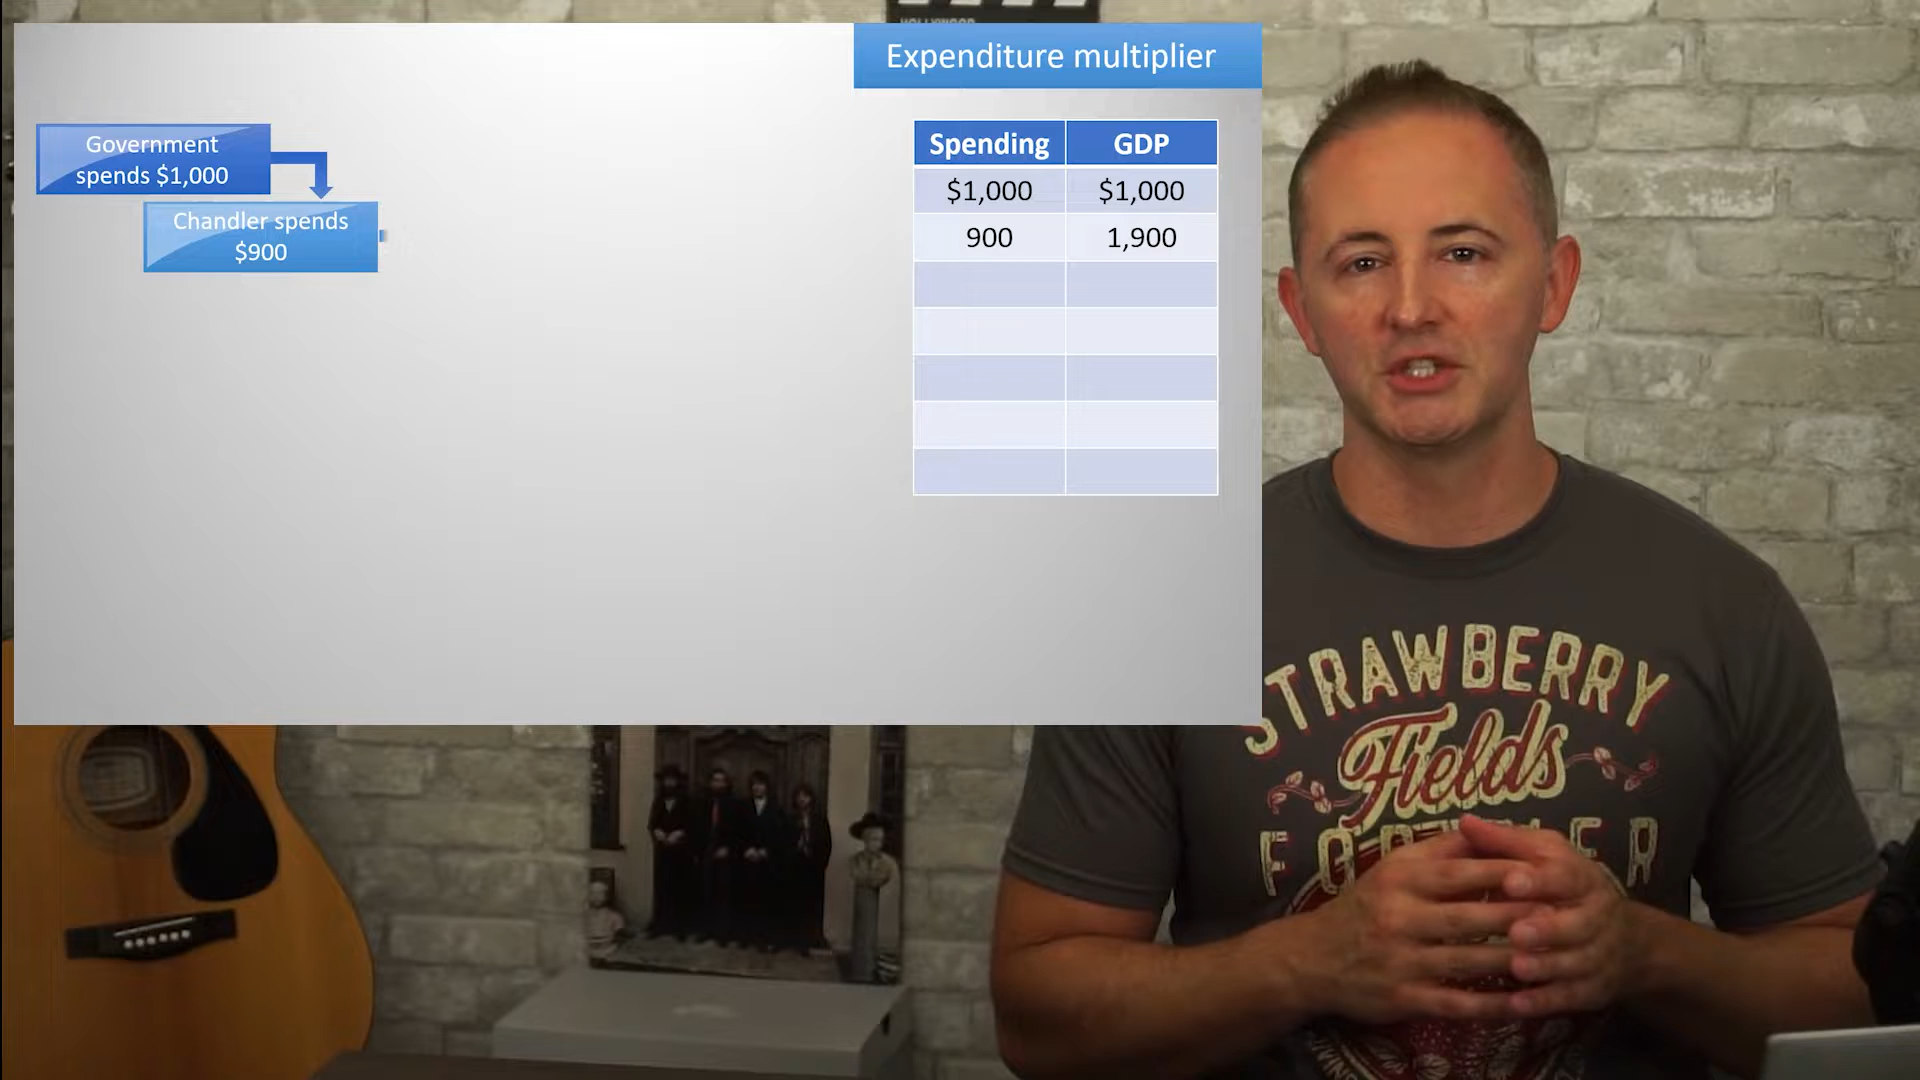 HOLLYWOOD
Expenditure multiplier
Government
spends $1,000
Chandler spends
$900
Spending GDP
$1,000 $1,000
900 1,900
STRAWBERRY
Fields